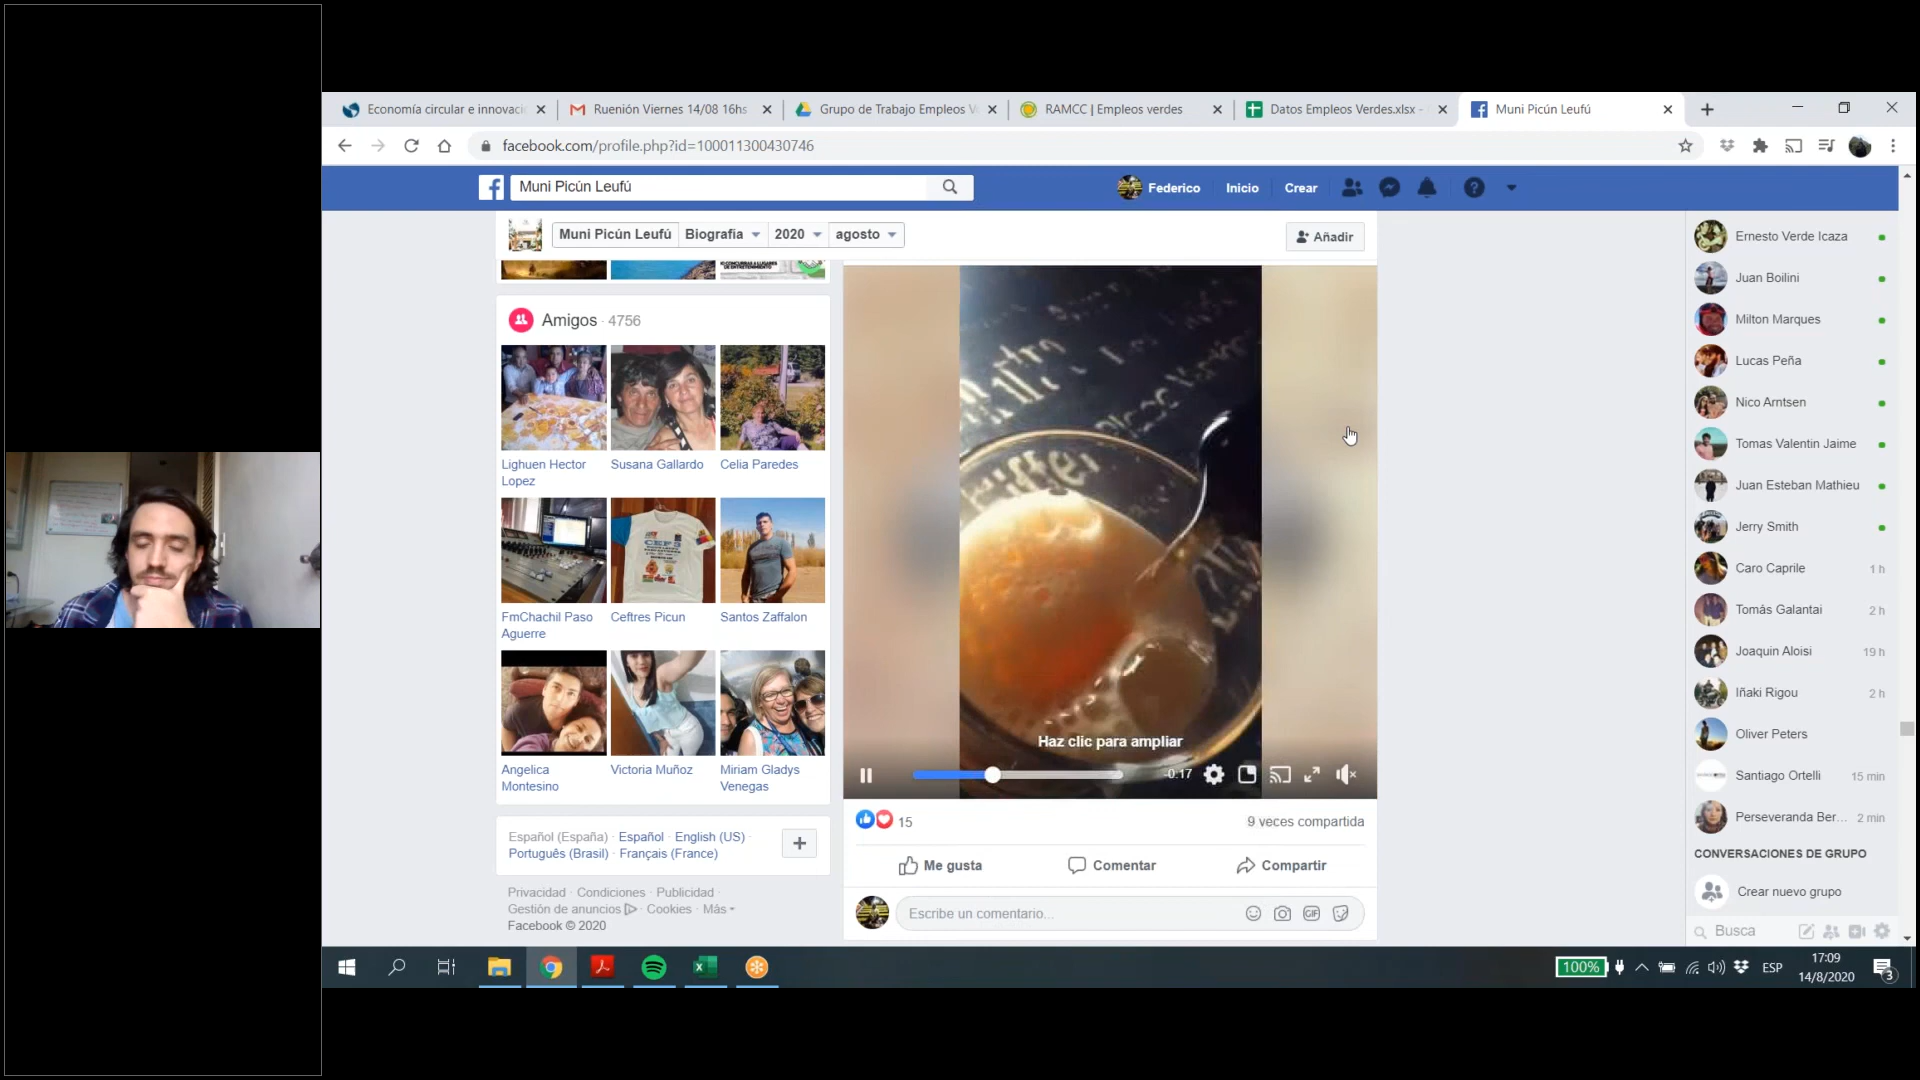 Economía circular e innovaci
Ruenión Viernes 14/08 16hs
Grupo de Trabajo Empleos V
RAMCC | Empleos verdes
Datos Empleos Verdes.xlsx -
Muni Picún Leufú
facebook.com/profile.php?id=100011300430746
Muni Picún Leufú
Federico
Inicio
Crear
Muni Picún Leufú
Biografía
2020
agosto
Añadir
Amigos · 4756
Lighuen Hector
Lopez
Susana Gallardo
Celia Paredes
FmChachil Paso
Aguerre
Ceftres Picun
Santos Zaffalon
Angelica
Montesino
Victoria Muñoz
Miriam Gladys
Venegas
Español (España) · Español · English (US) ·
Português (Brasil) · Français (France)
Privacidad · Condiciones · Publicidad ·
Gestión de anuncios · Cookies · Más
Facebook © 2020
Haz clic para ampliar
-0:17
15
9 veces compartida
Me gusta
Comentar
Compartir
Escribe un comentario...
GIF
Ernesto Verde Icaza
Juan Boilini
Milton Marques
Lucas Peña
Nico Arntsen
Tomas Valentin Jaime
Juan Esteban Mathieu
Jerry Smith
Caro Caprile 1 h
Tomás Galantai 2 h
Joaquin Aloisi 19 h
Iñaki Rigou 2 h
Oliver Peters
Santiago Ortelli 15 min
Perseveranda Ber... 2 min
CONVERSACIONES DE GRUPO
Crear nuevo grupo
Busca
100%
ESP
17:09
14/8/2020
3